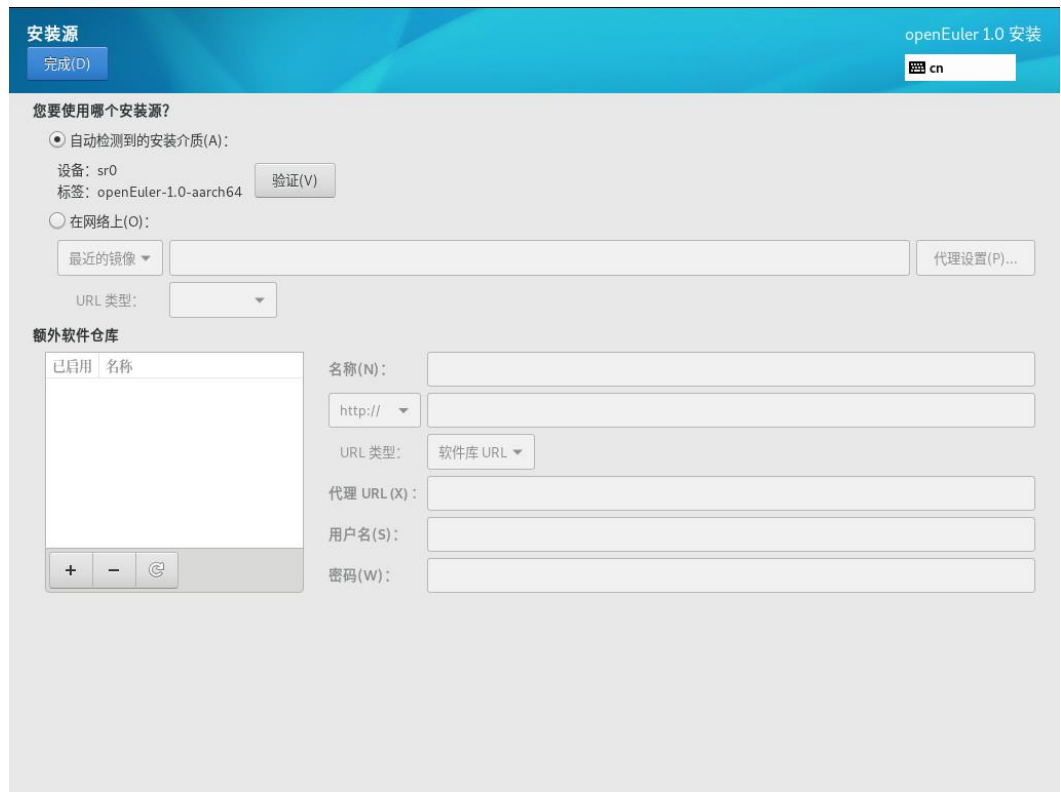 安装源
openEuler 1.0 安装
完成(D)
cn
您要使用哪个安装源?
自动检测到的安装介质(A):
设备: sr0
标签: openEuler-1.0-aarch64
验证(V)
在网络上(O):
最近的镜像
代理设置(P)...
URL 类型:
额外软件仓库
已启用 名称
名称(N):
http://
URL 类型:
软件库 URL
代理 URL(X) :
用户名(S):
密码(W):